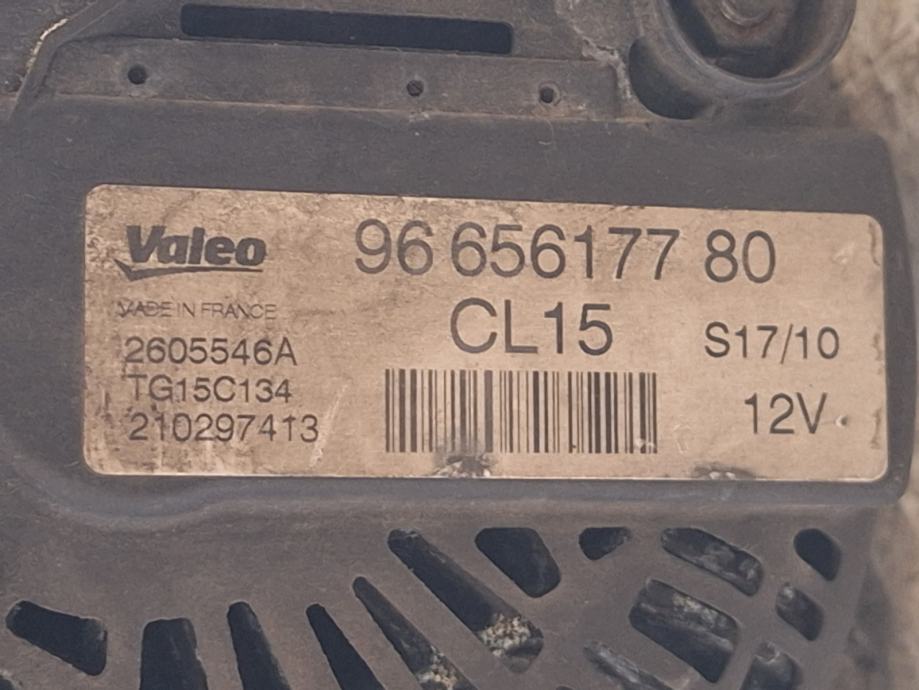 Valeo
96 656177 80
MADE IN FRANCE
CL15
2605546A
S17/10
TG15C134
12V
210297413